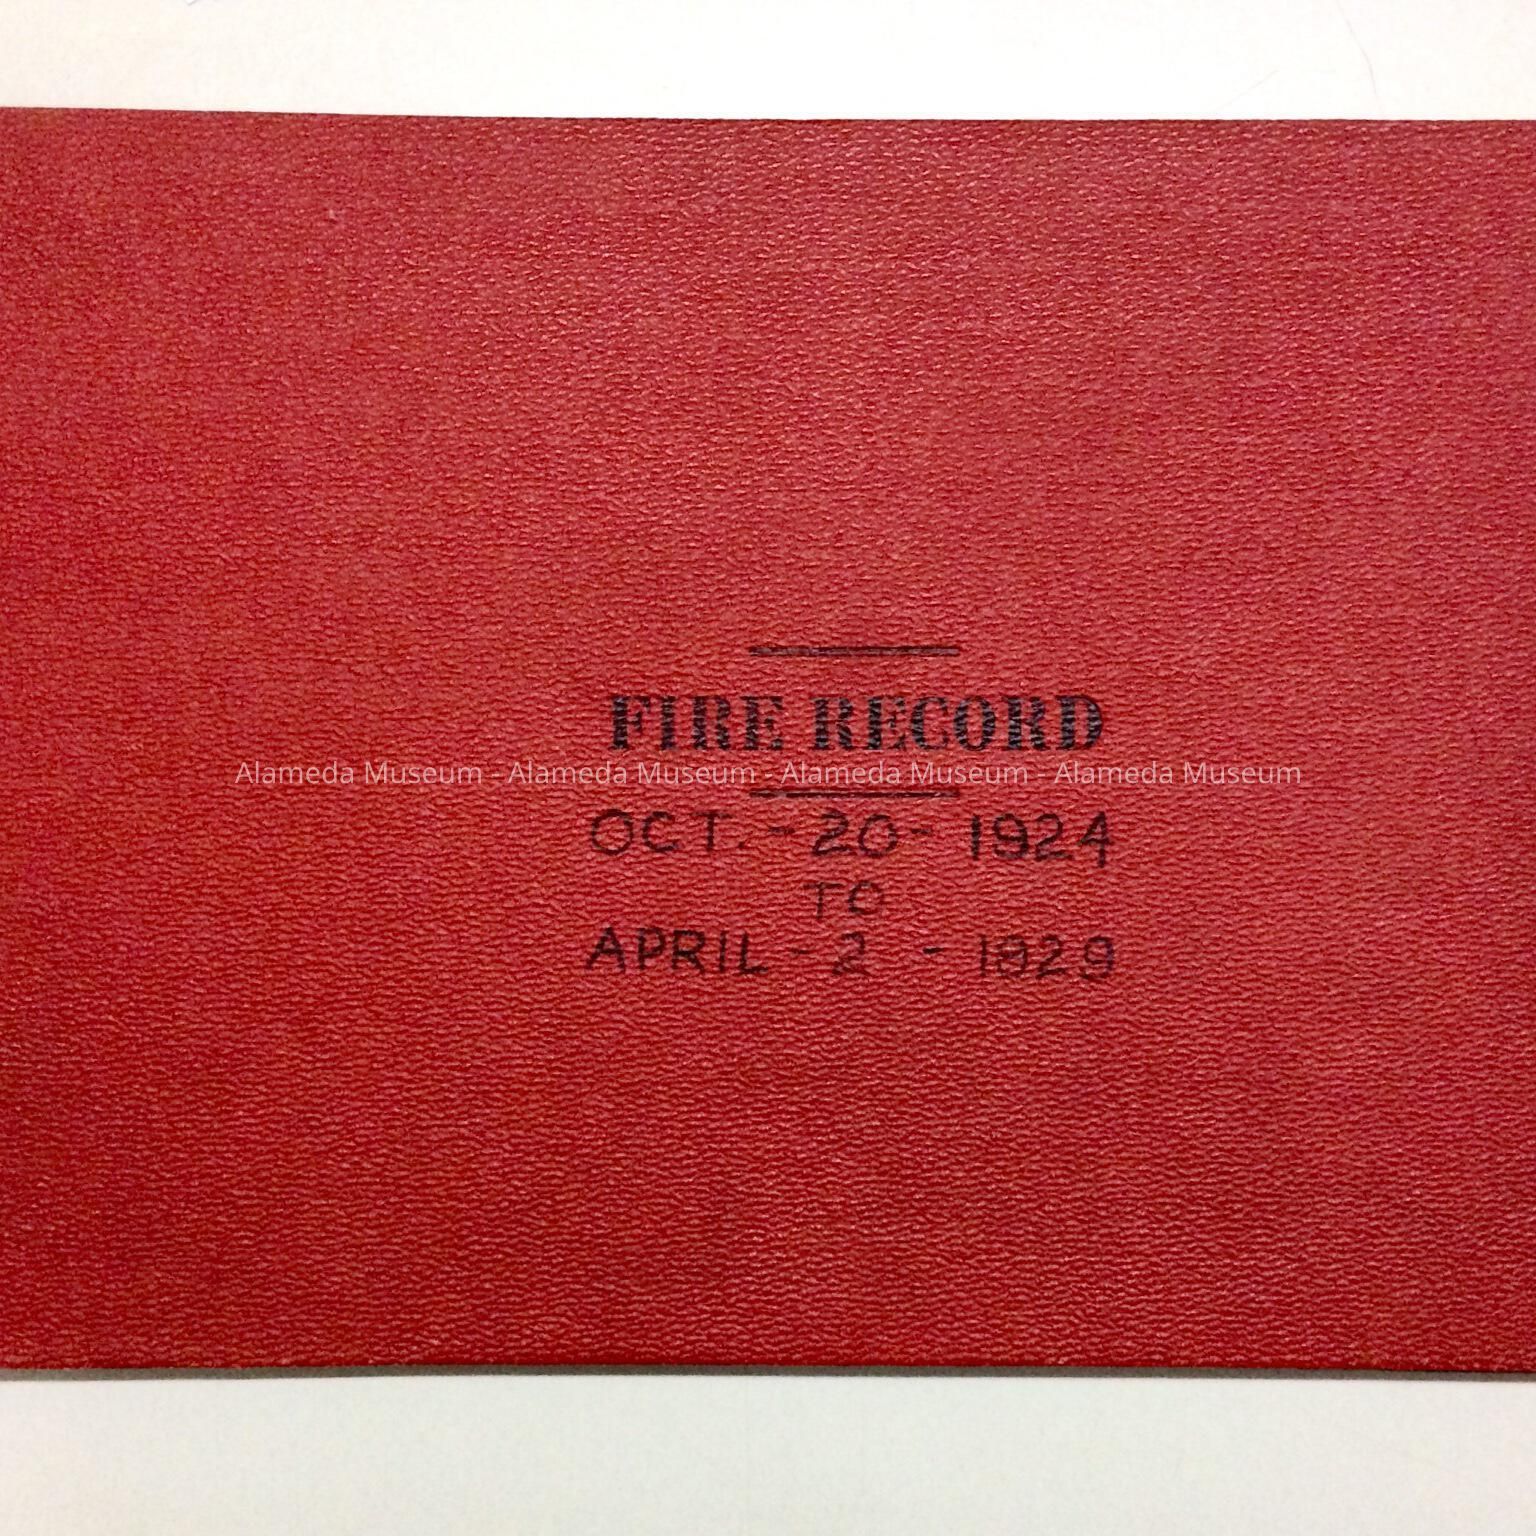 FIRE RECORD
Alameda Museum - Alameda Museum - Alameda Museum - Alameda Museum
OCT. - 20 - 1924
TO
APRIL - 2 - 1929